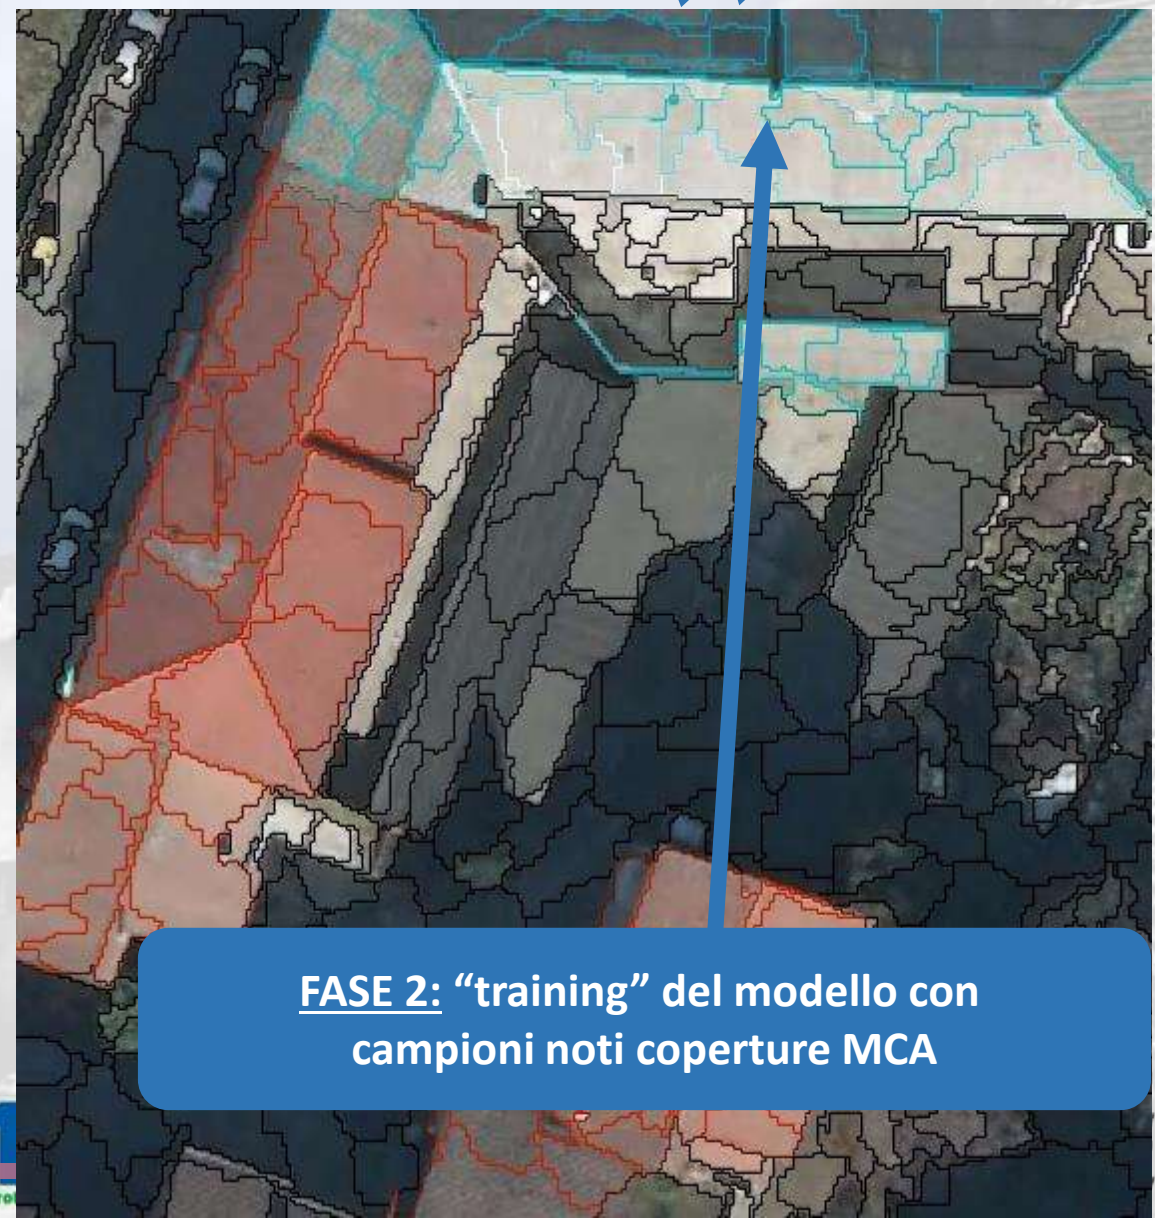 FASE 2: “training” del modello con
campioni noti coperture MCA